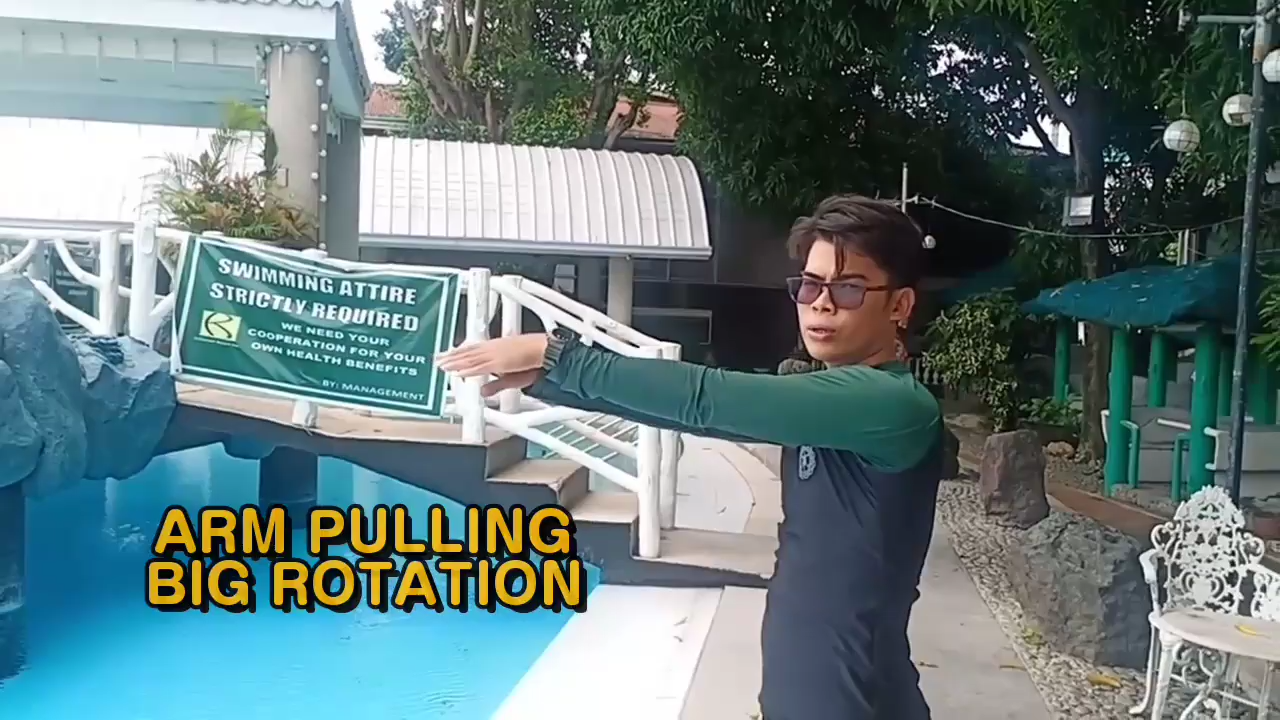 SWIMMING ATTIRE
STRICTLY REQUIRED
WE NEED YOUR
COOPERATION FOR YOUR
OWN HEALTH BENEFITS
BY: MANAGEMENT
ARM PULLING
BIG ROTATION